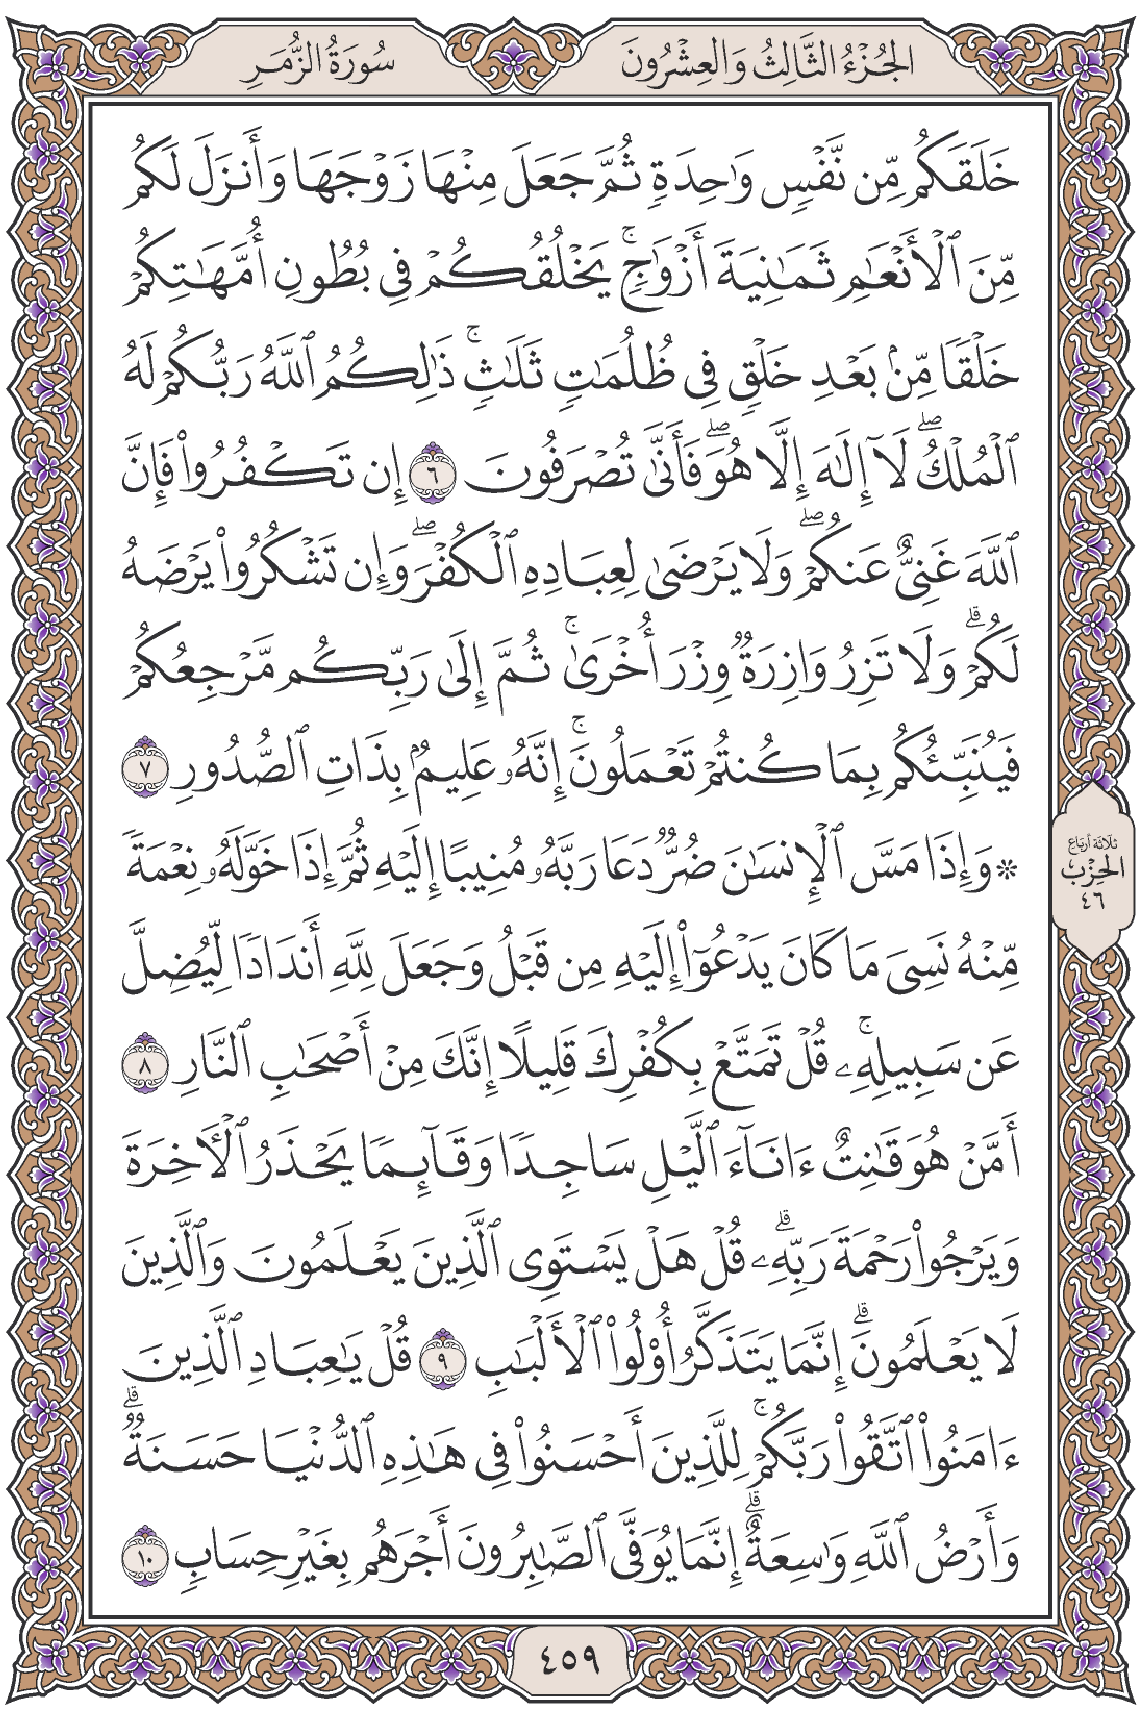 الجُزْءُ الثَّالِثُ وَالعِشْرُونَ
سُورَةُ الزُّمَرِ
خَلَقَكُم مِّن نَّفْسٍ وَٰحِدَةٍ ثُمَّ جَعَلَ مِنْهَا زَوْجَهَا وَأَنزَلَ لَكُم
مِّنَ ٱلْأَنْعَٰمِ ثَمَٰنِيَةَ أَزْوَٰجٍ ۚ يَخْلُقُكُمْ فِى بُطُونِ أُمَّهَٰتِكُمْ
خَلْقًا مِّنۢ بَعْدِ خَلْقٍ فِى ظُلُمَٰتٍ ثَلَٰثٍ ۚ ذَٰلِكُمُ ٱللَّهُ رَبُّكُمْ لَهُ
ٱلْمُلْكُ ۖ لَآ إِلَٰهَ إِلَّا هُوَ ۖ فَأَنَّىٰ تُصْرَفُونَ ٦ إِن تَكْفُرُوا۟ فَإِنَّ
ٱللَّهَ غَنِىٌّ عَنكُمْ ۖ وَلَا يَرْضَىٰ لِعِبَادِهِ ٱلْكُفْرَ ۖ وَإِن تَشْكُرُوا۟ يَرْضَهُ
لَكُمْ ۗ وَلَا تَزِرُ وَازِرَةٌ وِزْرَ أُخْرَىٰ ۚ ثُمَّ إِلَىٰ رَبِّكُم مَّرْجِعُكُمْ
فَيُنَبِّئُكُم بِمَا كُنتُمْ تَعْمَلُونَ ۚ إِنَّهُۥ عَلِيمٌۢ بِذَاتِ ٱلصُّدُورِ ٧
۞ وَإِذَا مَسَّ ٱلْإِنسَٰنَ ضُرٌّ دَعَا رَبَّهُۥ مُنِيبًا إِلَيْهِ ثُمَّ إِذَا خَوَّلَهُۥ نِعْمَةً
مِّنْهُ نَسِىَ مَا كَانَ يَدْعُوٓا۟ إِلَيْهِ مِن قَبْلُ وَجَعَلَ لِلَّهِ أَندَادًا لِّيُضِلَّ
عَن سَبِيلِهِۦ ۚ قُلْ تَمَتَّعْ بِكُفْرِكَ قَلِيلًا إِنَّكَ مِنْ أَصْحَٰبِ ٱلنَّارِ ٨
أَمَّنْ هُوَ قَٰنِتٌ ءَانَآءَ ٱلَّيْلِ سَاجِدًا وَقَآئِمًا يَحْذَرُ ٱلْـَٔاخِرَةَ
وَيَرْجُوا۟ رَحْمَةَ رَبِّهِۦ ۗ قُلْ هَلْ يَسْتَوِى ٱلَّذِينَ يَعْلَمُونَ وَٱلَّذِينَ
لَا يَعْلَمُونَ ۗ إِنَّمَا يَتَذَكَّرُ أُو۟لُوا۟ ٱلْأَلْبَٰبِ ٩ قُلْ يَٰعِبَادِ ٱلَّذِينَ
ءَامَنُوا۟ ٱتَّقُوا۟ رَبَّكُمْ ۚ لِلَّذِينَ أَحْسَنُوا۟ فِى هَٰذِهِ ٱلدُّنْيَا حَسَنَةٌ ۗ
وَأَرْضُ ٱللَّهِ وَٰسِعَةٌ ۗ إِنَّمَا يُوَفَّى ٱلصَّٰبِرُونَ أَجْرَهُم بِغَيْرِ حِسَابٍ ١٠
ثلاثة أرباع
الحِزْب
٤٦
٤٥٩